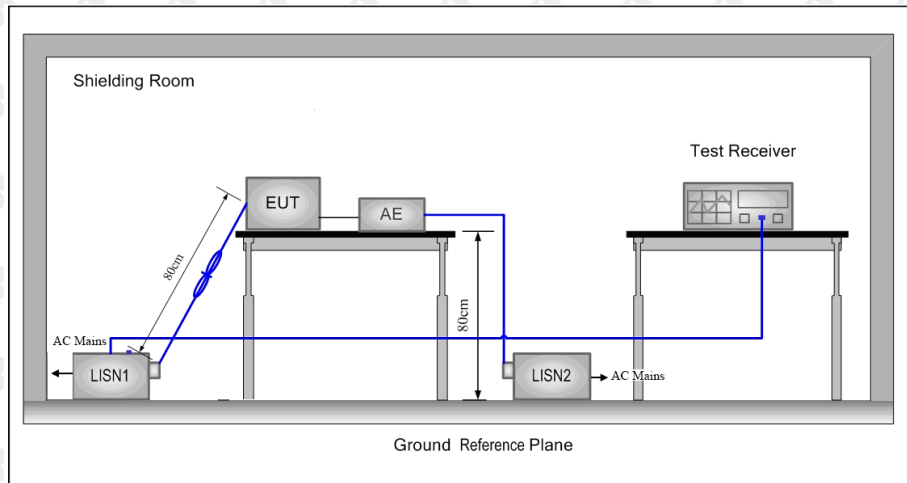 Shielding Room
Test Receiver
EUT
AE
80cm
80cm
AC Mains
LISN1
LISN2
AC Mains
Ground Reference Plane